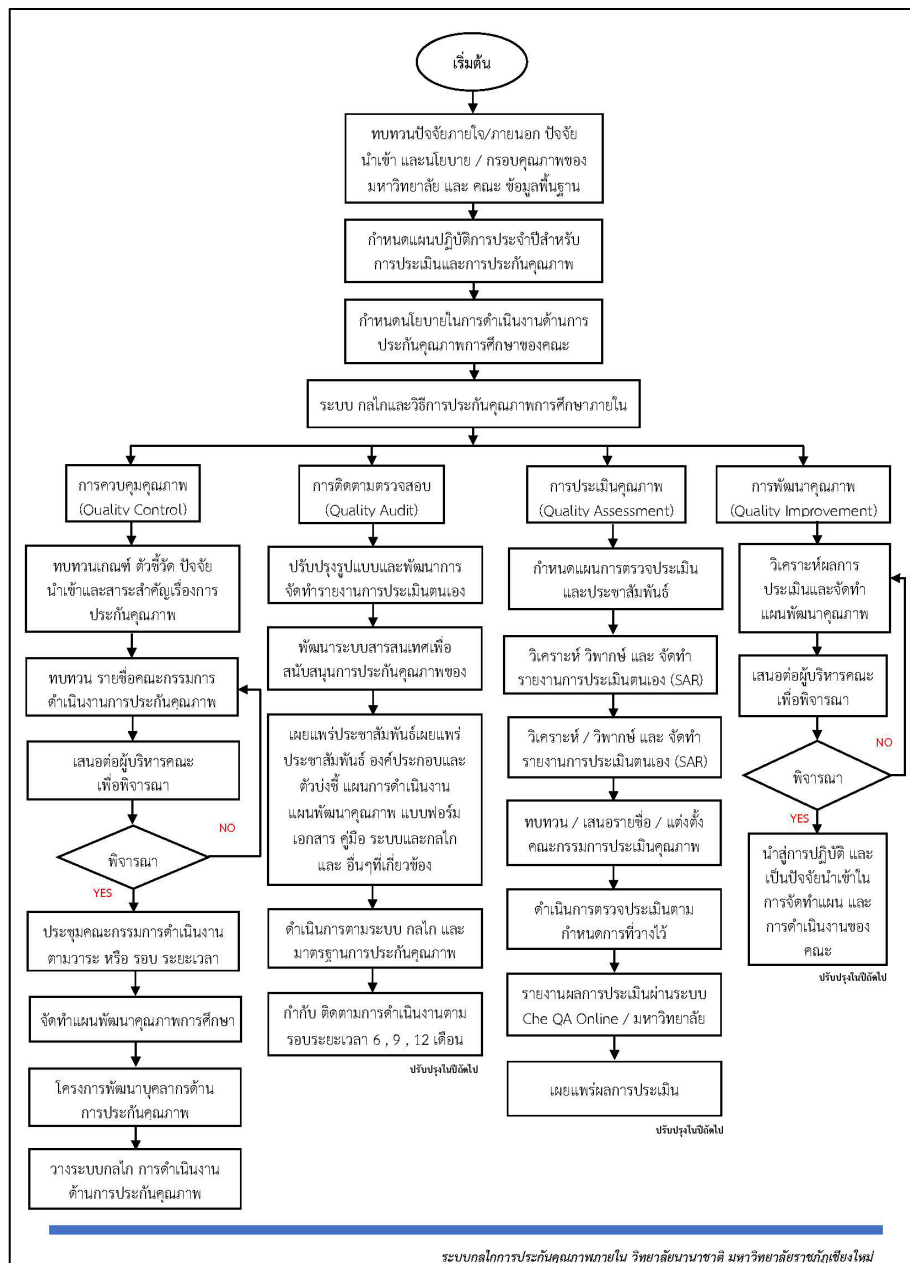 เริ่มต้น
ทบทวนปัจจัยภายใจ/ภายนอก ปัจจัย
นำเข้า และนโยบาย / กรอบคุณภาพของ
มหาวิทยาลัย และ คณะ ข้อมูลพื้นฐาน
กำหนดแผนปฏิบัติการประจำปีสำหรับ
การประเมินและการประกันคุณภาพ
กำหนดนโยบายในการดำเนินงานด้านการ
ประกันคุณภาพการศึกษาของคณะ
ระบบ กลไกและวิธีการประกันคุณภาพการศึกษาภายใน
การควบคุมคุณภาพ
(Quality Control)
ทบทวนเกณฑ์ ตัวชี้วัด ปัจจัย
นำเข้าและสาระสำคัญเรื่องการ
ประกันคุณภาพ
ทบทวน รายชื่อคณะกรรมการ
ดำเนินงานการประกันคุณภาพ
เสนอต่อผู้บริหารคณะ
เพื่อพิจารณา
NO
พิจารณา
YES
ประชุมคณะกรรมการดำเนินงาน
ตามวาระ หรือ รอบ ระยะเวลา
จัดทำแผนพัฒนาคุณภาพการศึกษา
โครงการพัฒนาบุคลากรด้าน
การประกันคุณภาพ
วางระบบกลไก การดำเนินงาน
ด้านการประกันคุณภาพ
การติดตามตรวจสอบ
(Quality Audit)
ปรับปรุงรูปแบบและพัฒนาการ
จัดทำรายงานการประเมินตนเอง
พัฒนาระบบสารสนเทศเพื่อ
สนับสนุนการประกันคุณภาพของ
เผยแพร่ประชาสัมพันธ์เผยแพร่
ประชาสัมพันธ์ องค์ประกอบและ
ตัวบ่งชี้ แผนการดำเนินงาน
แผนพัฒนาคุณภาพ แบบฟอร์ม
เอกสาร คู่มือ ระบบและกลไก
และ อื่นๆที่เกี่ยวข้อง
ดำเนินการตามระบบ กลไก และ
มาตรฐานการประกันคุณภาพ
กำกับ ติดตามการดำเนินงานตาม
รอบระยะเวลา 6 , 9 , 12 เดือน
ปรับปรุงในปีถัดไป
การประเมินคุณภาพ
(Quality Assessment)
กำหนดแผนการตรวจประเมิน
และประชาสัมพันธ์
วิเคราะห์ วิพากษ์ และ จัดทำ
รายงานการประเมินตนเอง (SAR)
วิเคราะห์ / วิพากษ์ และ จัดทำ
รายงานการประเมินตนเอง (SAR)
ทบทวน / เสนอรายชื่อ / แต่งตั้ง
คณะกรรมการประเมินคุณภาพ
ดำเนินการตรวจประเมินตาม
กำหนดการที่วางไว้
รายงานผลการประเมินผ่านระบบ
Che QA Online / มหาวิทยาลัย
เผยแพร่ผลการประเมิน
ปรับปรุงในปีถัดไป
การพัฒนาคุณภาพ
(Quality Improvement)
วิเคราะห์ผลการ
ประเมินและจัดทำ
แผนพัฒนาคุณภาพ
เสนอต่อผู้บริหารคณะ
เพื่อพิจารณา
NO
พิจารณา
YES
นำสู่การปฏิบัติ และ
เป็นปัจจัยนำเข้าใน
การจัดทำแผน และ
การดำเนินงานของ
คณะ
ปรับปรุงในปีถัดไป
ระบบกลไกการประกันคุณภาพภายใน วิทยาลัยนานาชาติ มหาวิทยาลัยราชภัฏเชียงใหม่